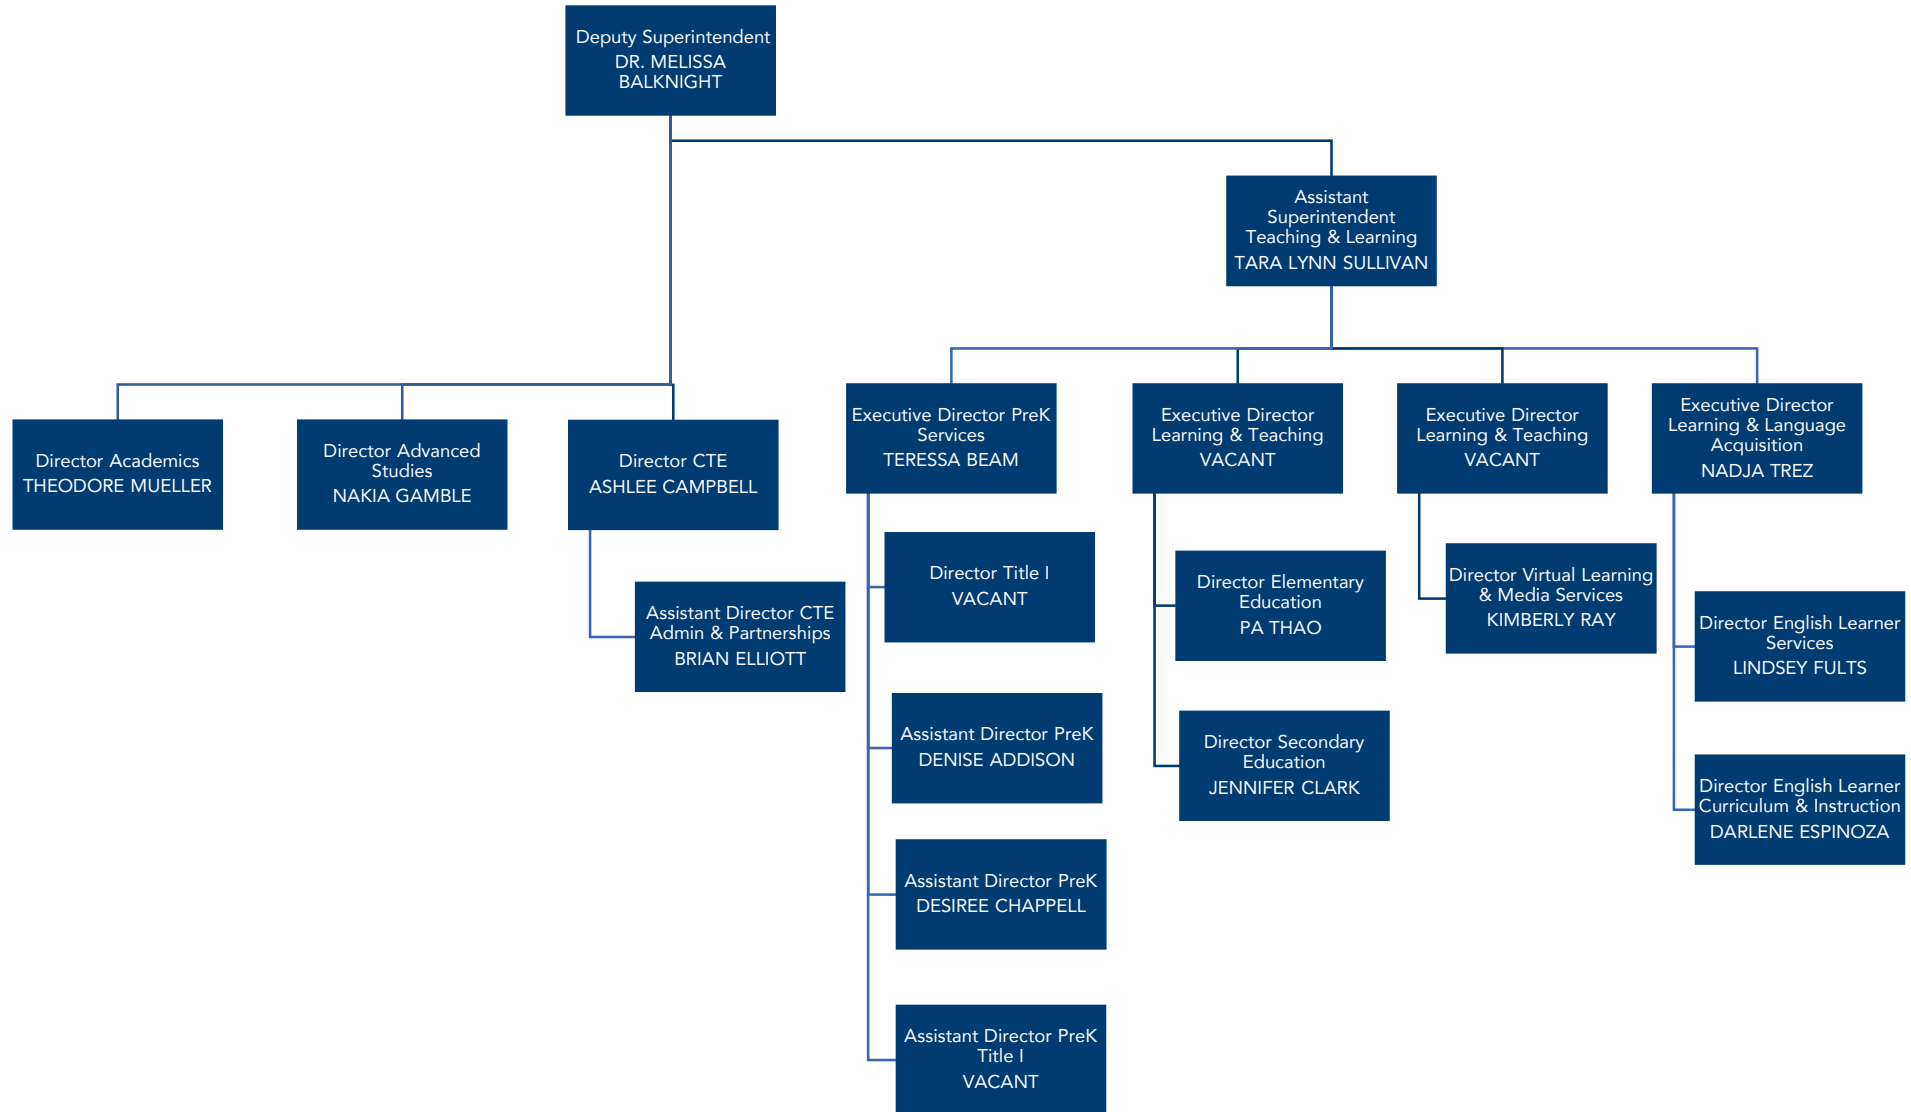 Deputy Superintendent
DR. MELISSA
BALKNIGHT
Assistant
Superintendent
Teaching & Learning
TARA LYNN SULLIVAN
Director Academics
THEODORE MUELLER
Director Advanced
Studies
NAKIA GAMBLE
Director CTE
ASHLEE CAMPBELL
Assistant Director CTE
Admin & Partnerships
BRIAN ELLIOTT
Executive Director PreK
Services
TERESSA BEAM
Director Title I
VACANT
Assistant Director PreK
DENISE ADDISON
Assistant Director PreK
DESIREE CHAPPELL
Assistant Director PreK
Title I
VACANT
Executive Director
Learning & Teaching
VACANT
Director Elementary
Education
PA THAO
Director Secondary
Education
JENNIFER CLARK
Executive Director
Learning & Teaching
VACANT
Director Virtual Learning
& Media Services
KIMBERLY RAY
Executive Director
Learning & Language
Acquisition
NADJA TREZ
Director English Learner
Services
LINDSEY FULTS
Director English Learner
Curriculum & Instruction
DARLENE ESPINOZA